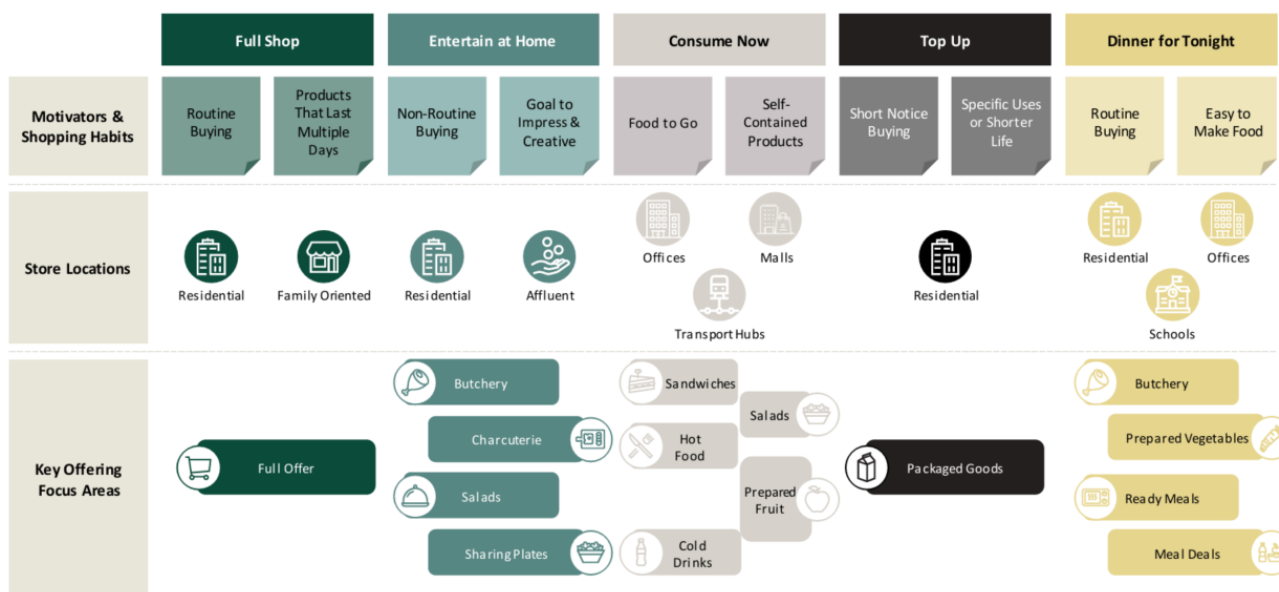 Full Shop
Entertain at Home
Consume Now
Top Up
Dinner for Tonight
Motivators &
Shopping Habits
Routine
Buying
Products
That Last
Multiple
Days
Non-Routine
Buying
Goal to
Impress &
Creative
Food to Go
Self-
Contained
Products
Short Notice
Buying
Specific Uses
or Shorter
Life
Routine
Buying
Easy to
Make Food
Store Locations
Residential
Family Oriented
Residential
Affluent
Offices
Malls
Transport Hubs
Residential
Residential
Offices
Schools
Key Offering
Focus Areas
Full Offer
Butchery
Charcuterie
Salads
Sharing Plates
Sandwiches
Salads
Hot
Food
Prepared
Fruit
Cold
Drinks
Packaged Goods
Butchery
Prepared Vegetables
Ready Meals
Meal Deals